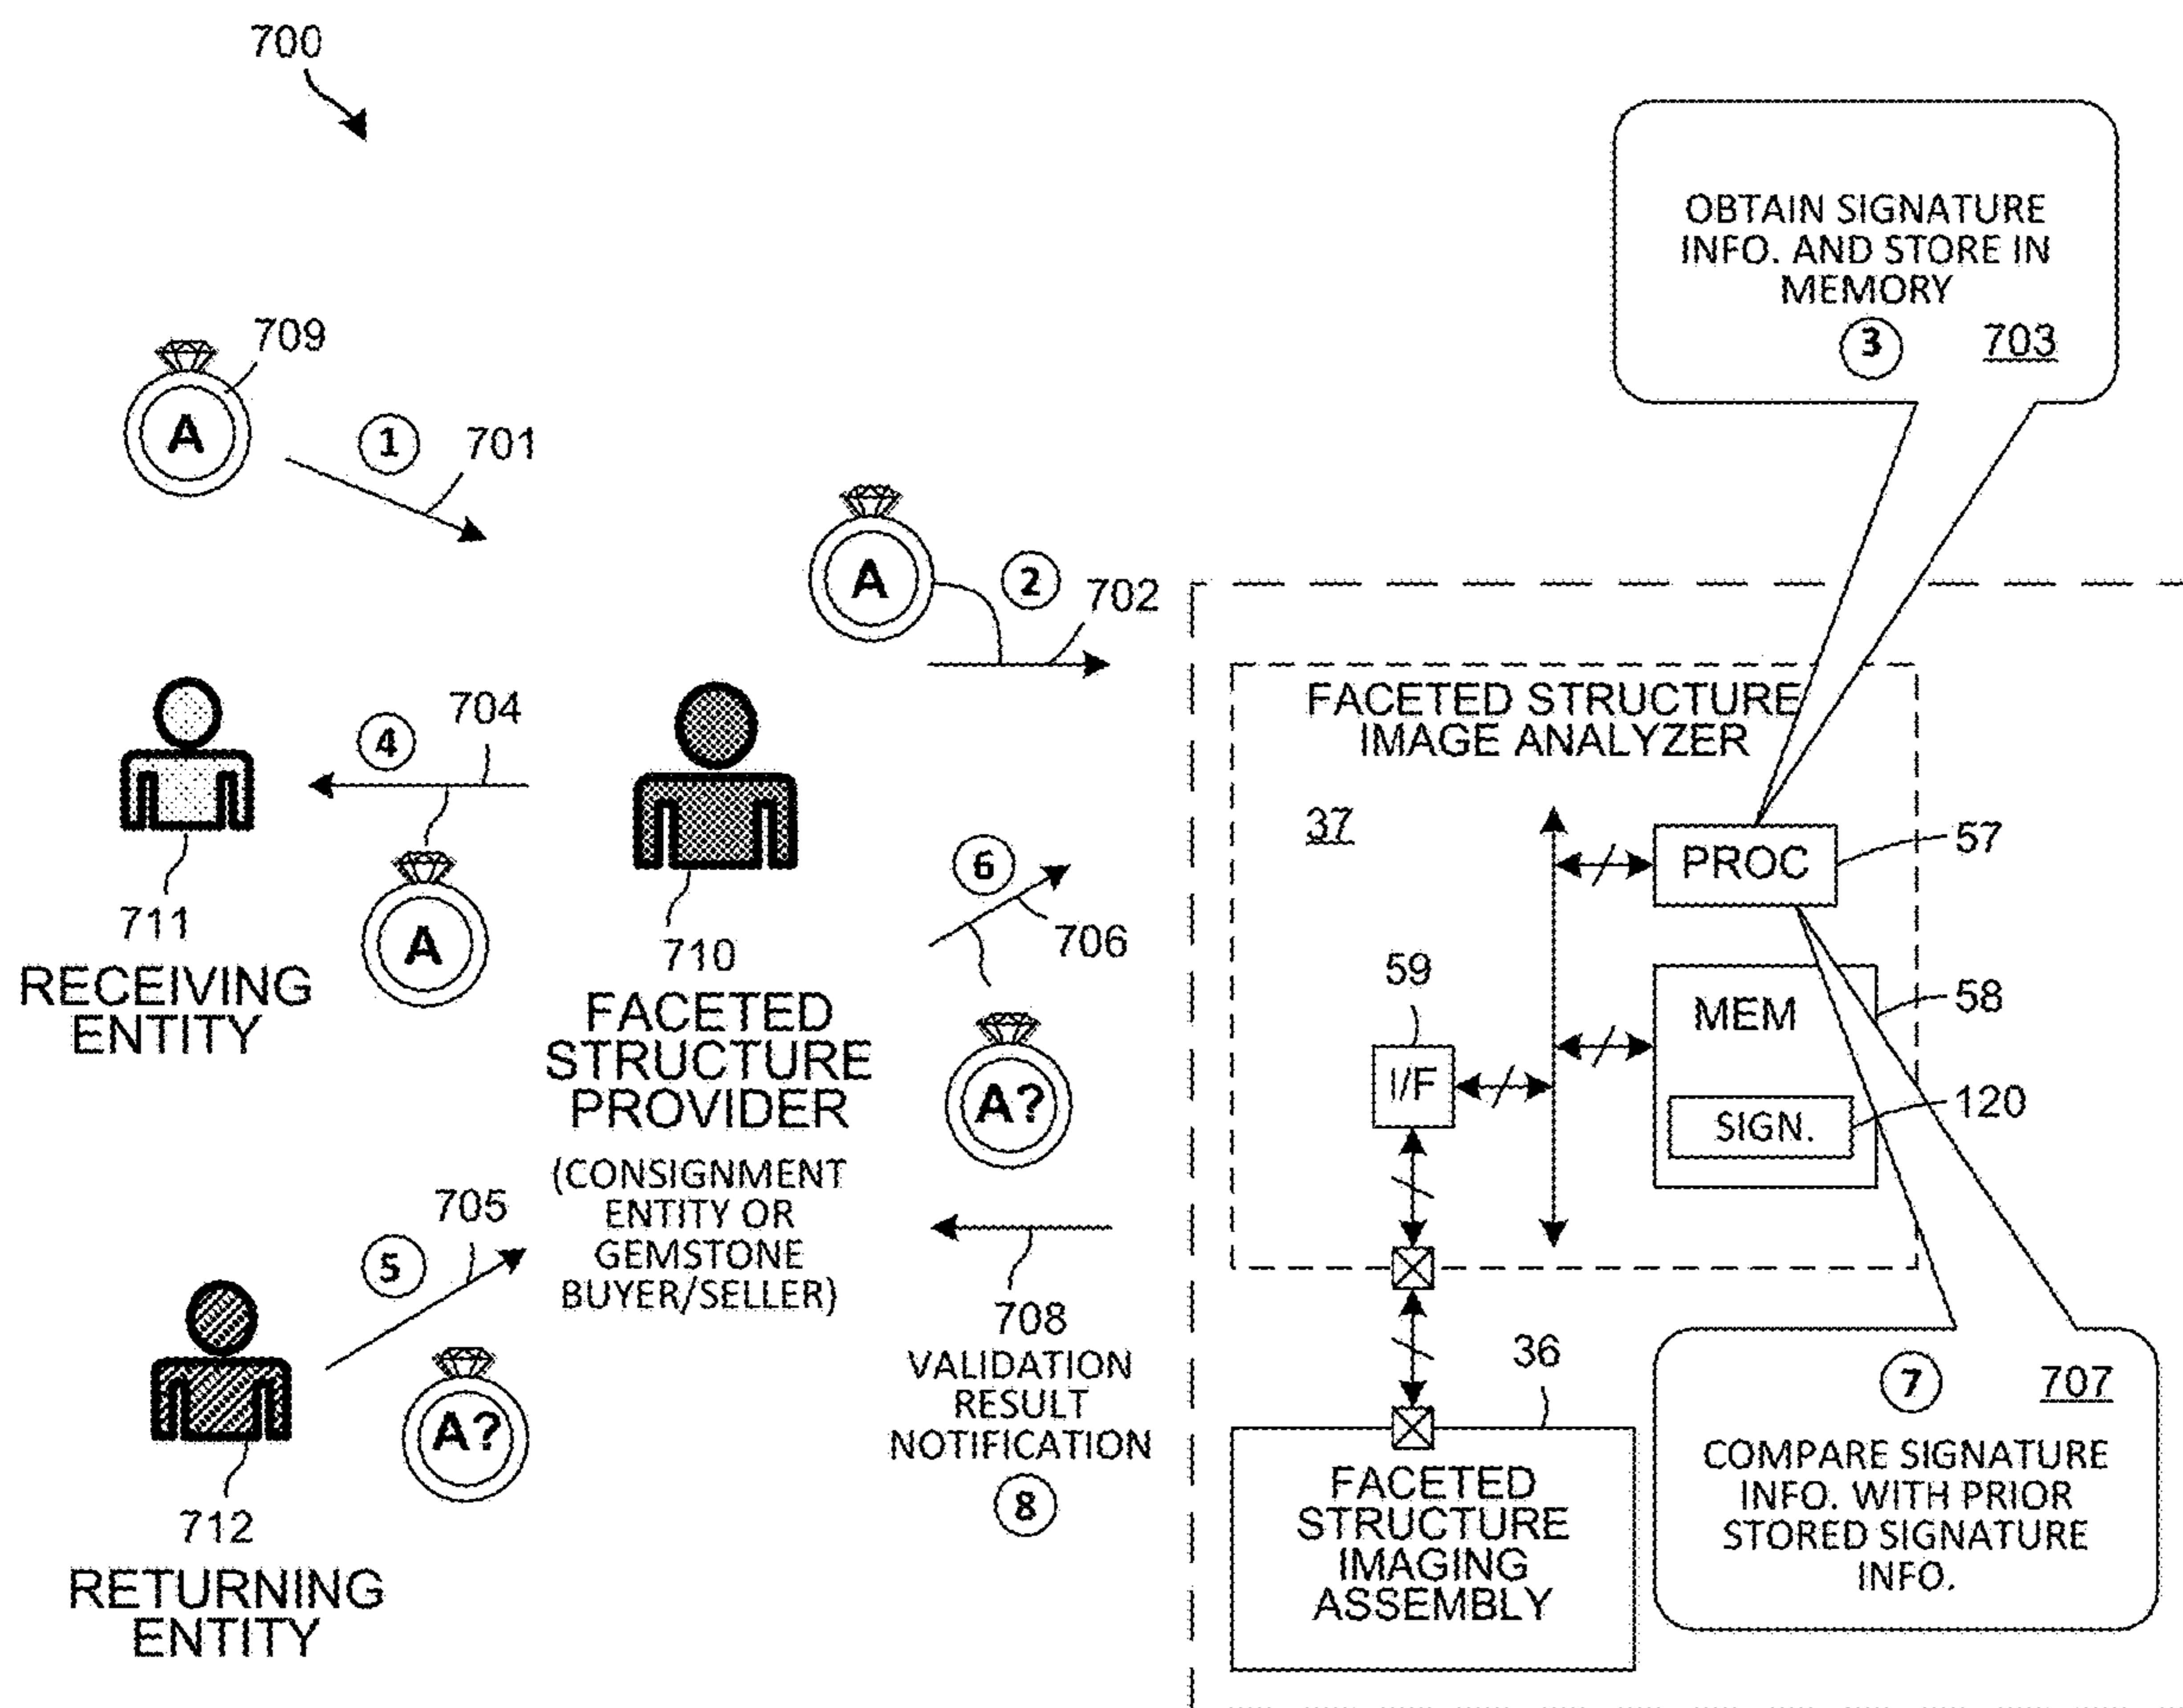 700
709
A
1
701
A
2
702
OBTAIN SIGNATURE
INFO. AND STORE IN
MEMORY
3
703
4
704
711
RECEIVING
ENTITY
A
710
FACETED
STRUCTURE
PROVIDER
(CONSIGNMENT
ENTITY OR
GEMSTONE
BUYER/SELLER)
6
706
A?
5
705
A?
712
RETURNING
ENTITY
708
VALIDATION
RESULT
NOTIFICATION
8
FACETED STRUCTURE
IMAGE ANALYZER
37
PROC
57
59
I/F
MEM
58
SIGN.
120
36
FACETED
STRUCTURE
IMAGING
ASSEMBLY
7
707
COMPARE SIGNATURE
INFO. WITH PRIOR
STORED SIGNATURE
INFO.